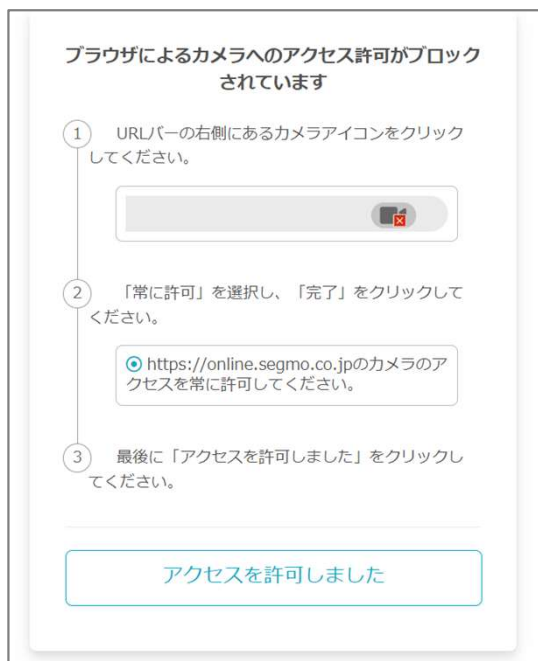 ブラウザによるカメラへのアクセス許可がブロック
されています
1 URLバーの右側にあるカメラアイコンをクリック
してください。
2 「常に許可」を選択し、「完了」をクリックして
ください。
https://online.segmo.co.jpのカメラのア
クセスを常に許可してください。
3 最後に「アクセスを許可しました」をクリックし
てください。
アクセスを許可しました